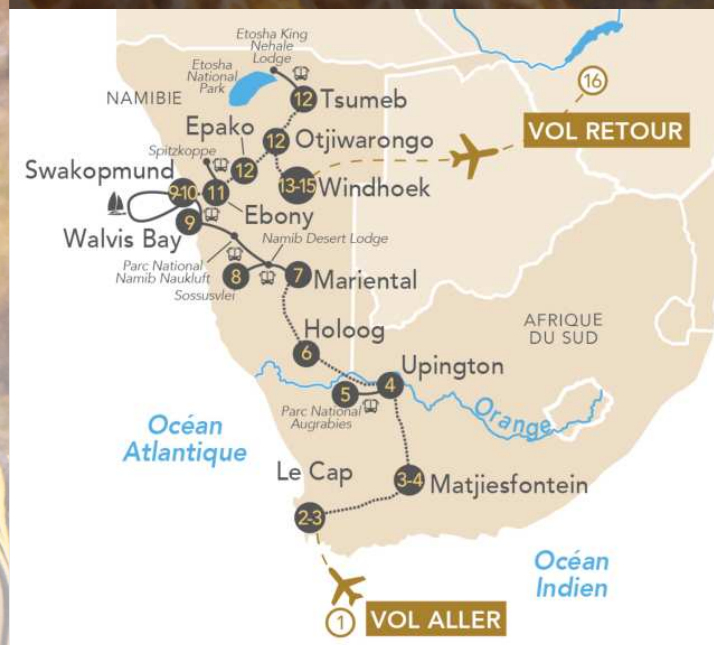 Etosha King
Nehale
Lodge
Etosha
National
Park
12
Tsumeb
16
NAMIBIE
VOL RETOUR
Epako
12
Otjiwarongo
Spitzkoppe
12
Swakopmund
9-10
11
13-15
Windhoek
Ebony
9
Walvis Bay
Namib Desert Lodge
Parc National
Namib Naukluft
8
7
Mariental
Sossusvlei
AFRIQUE
DU SUD
Holoog
6
Upington
5
4
Parc National
Augrabies
Orange
Océan
Atlantique
Le Cap
3-4
Matjiesfontein
2-3
Océan
Indien
1
VOL ALLER